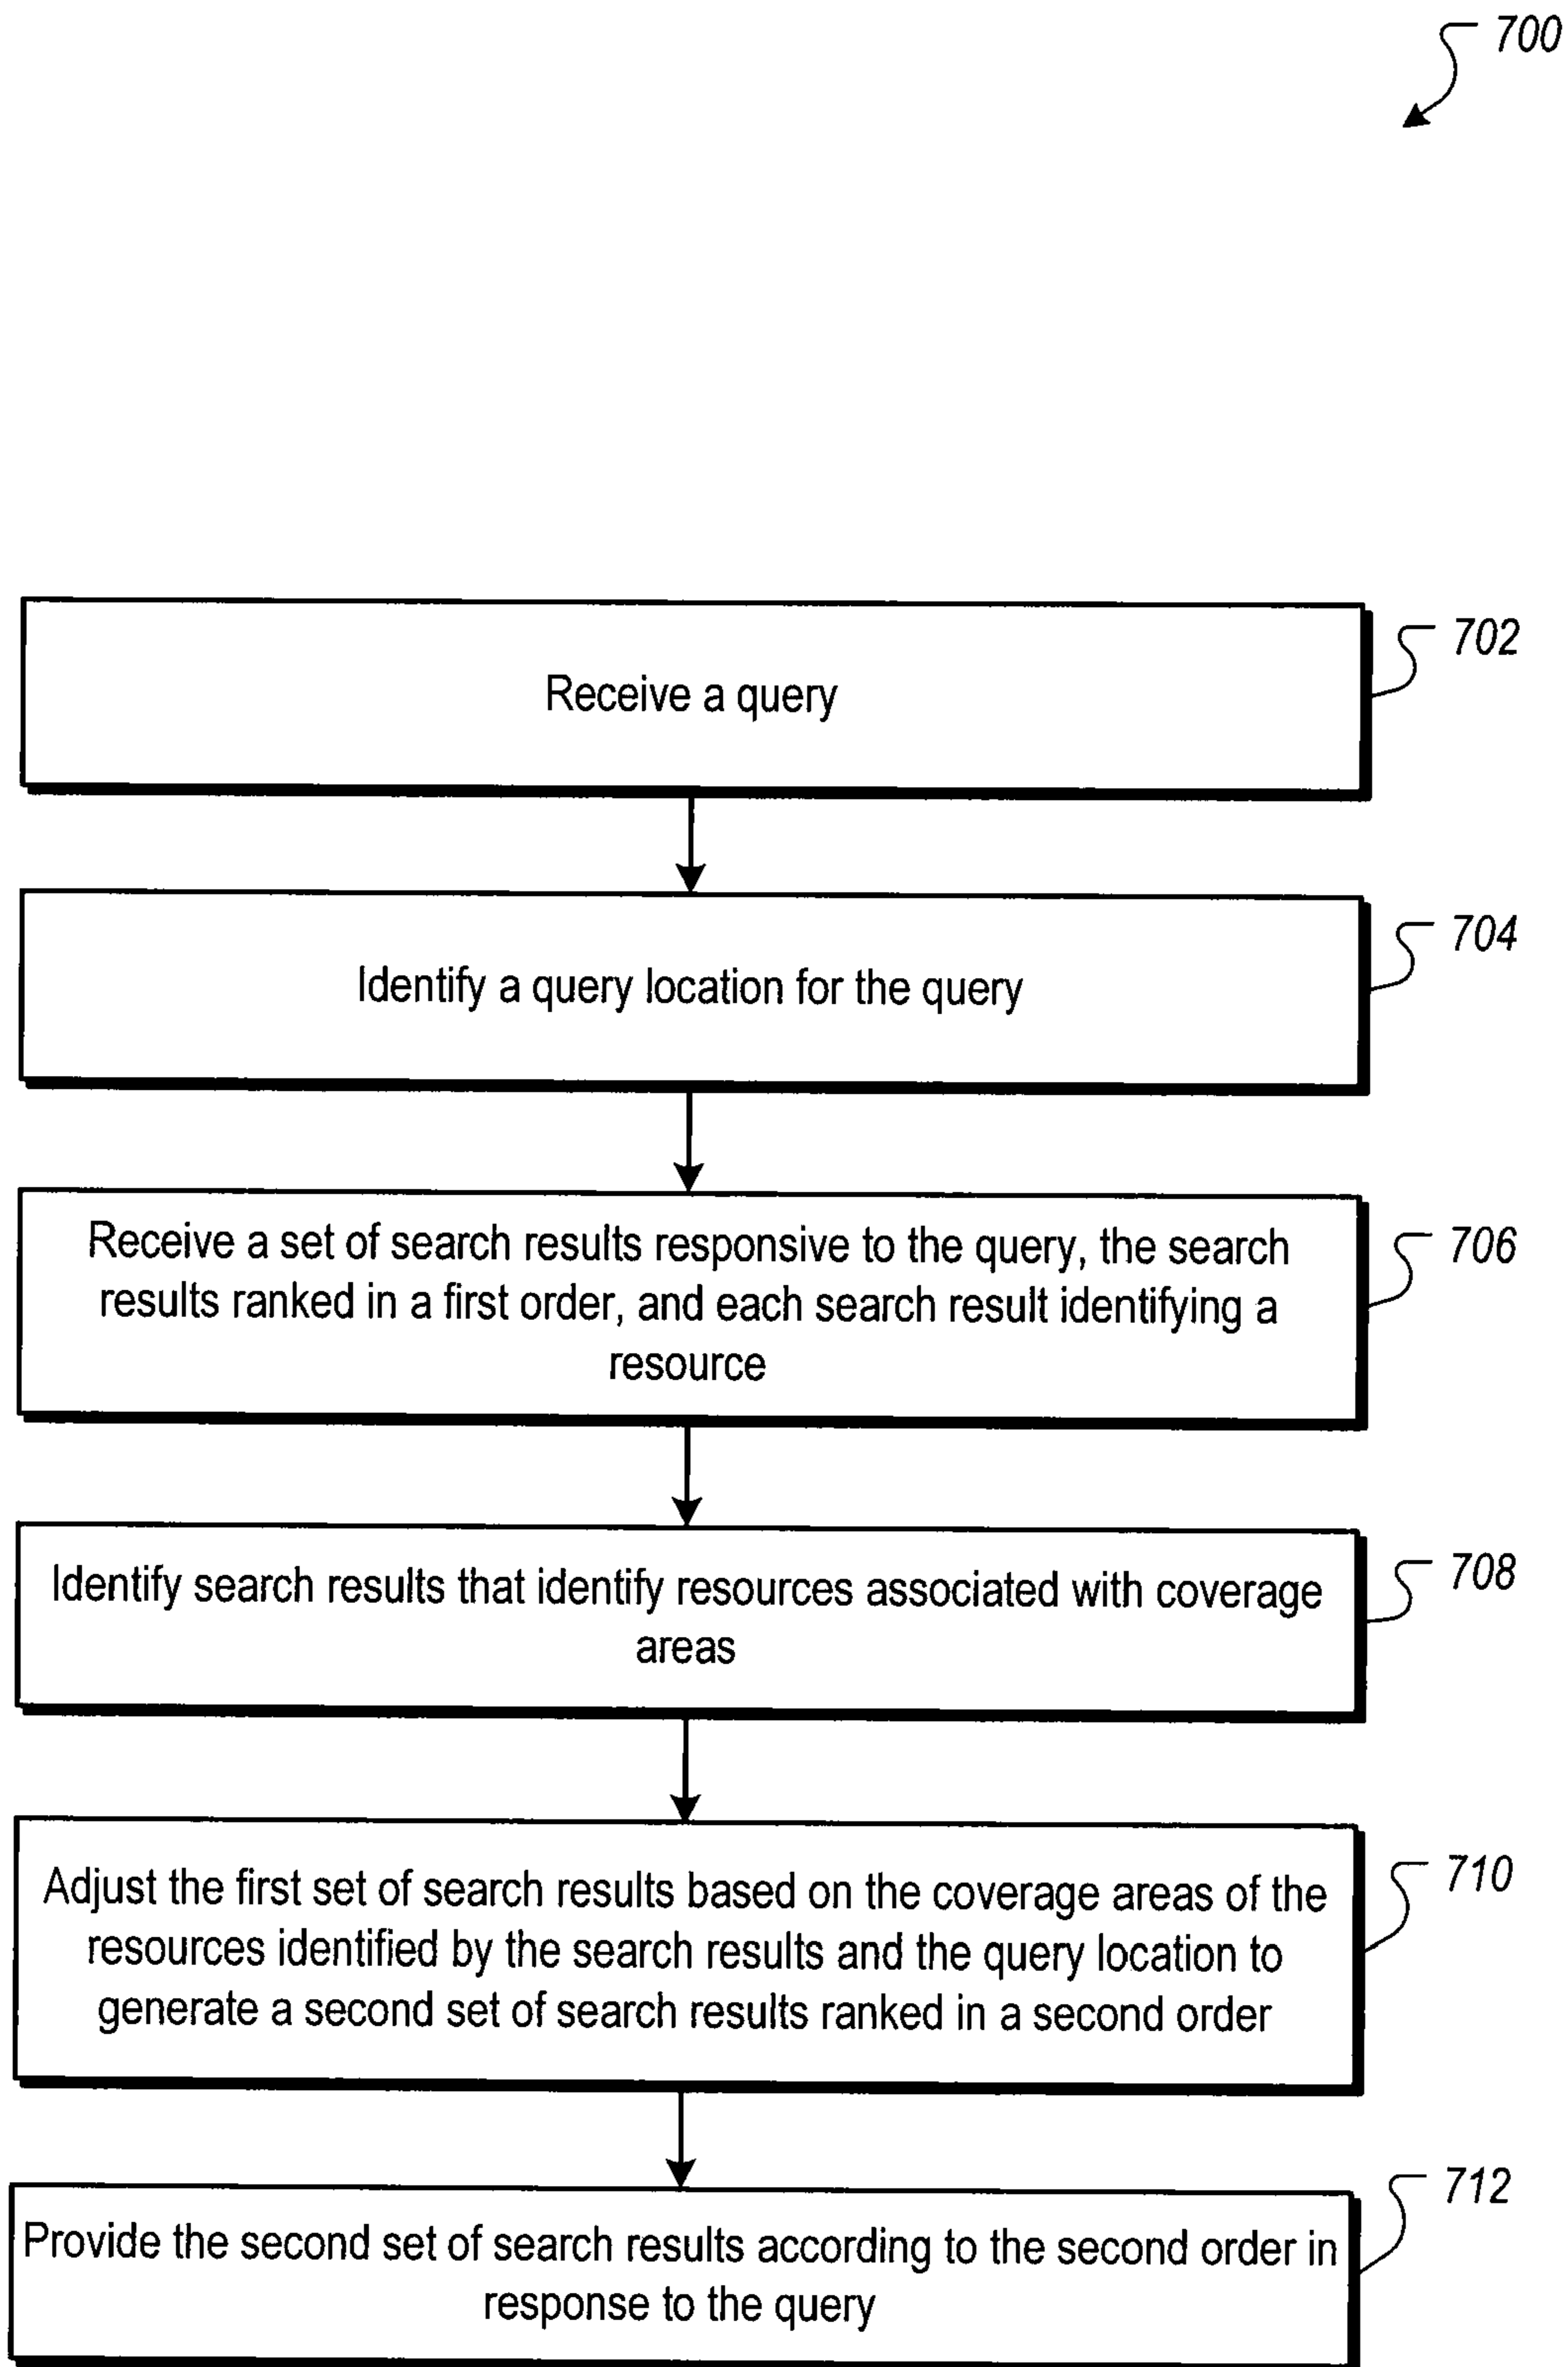 700
Receive a query
702
Identify a query location for the query
704
Receive a set of search results responsive to the query, the search
results ranked in a first order, and each search result identifying a
resource
706
Identify search results that identify resources associated with coverage
areas
708
Adjust the first set of search results based on the coverage areas of the
resources identified by the search results and the query location to
generate a second set of search results ranked in a second order
710
Provide the second set of search results according to the second order in
response to the query
712